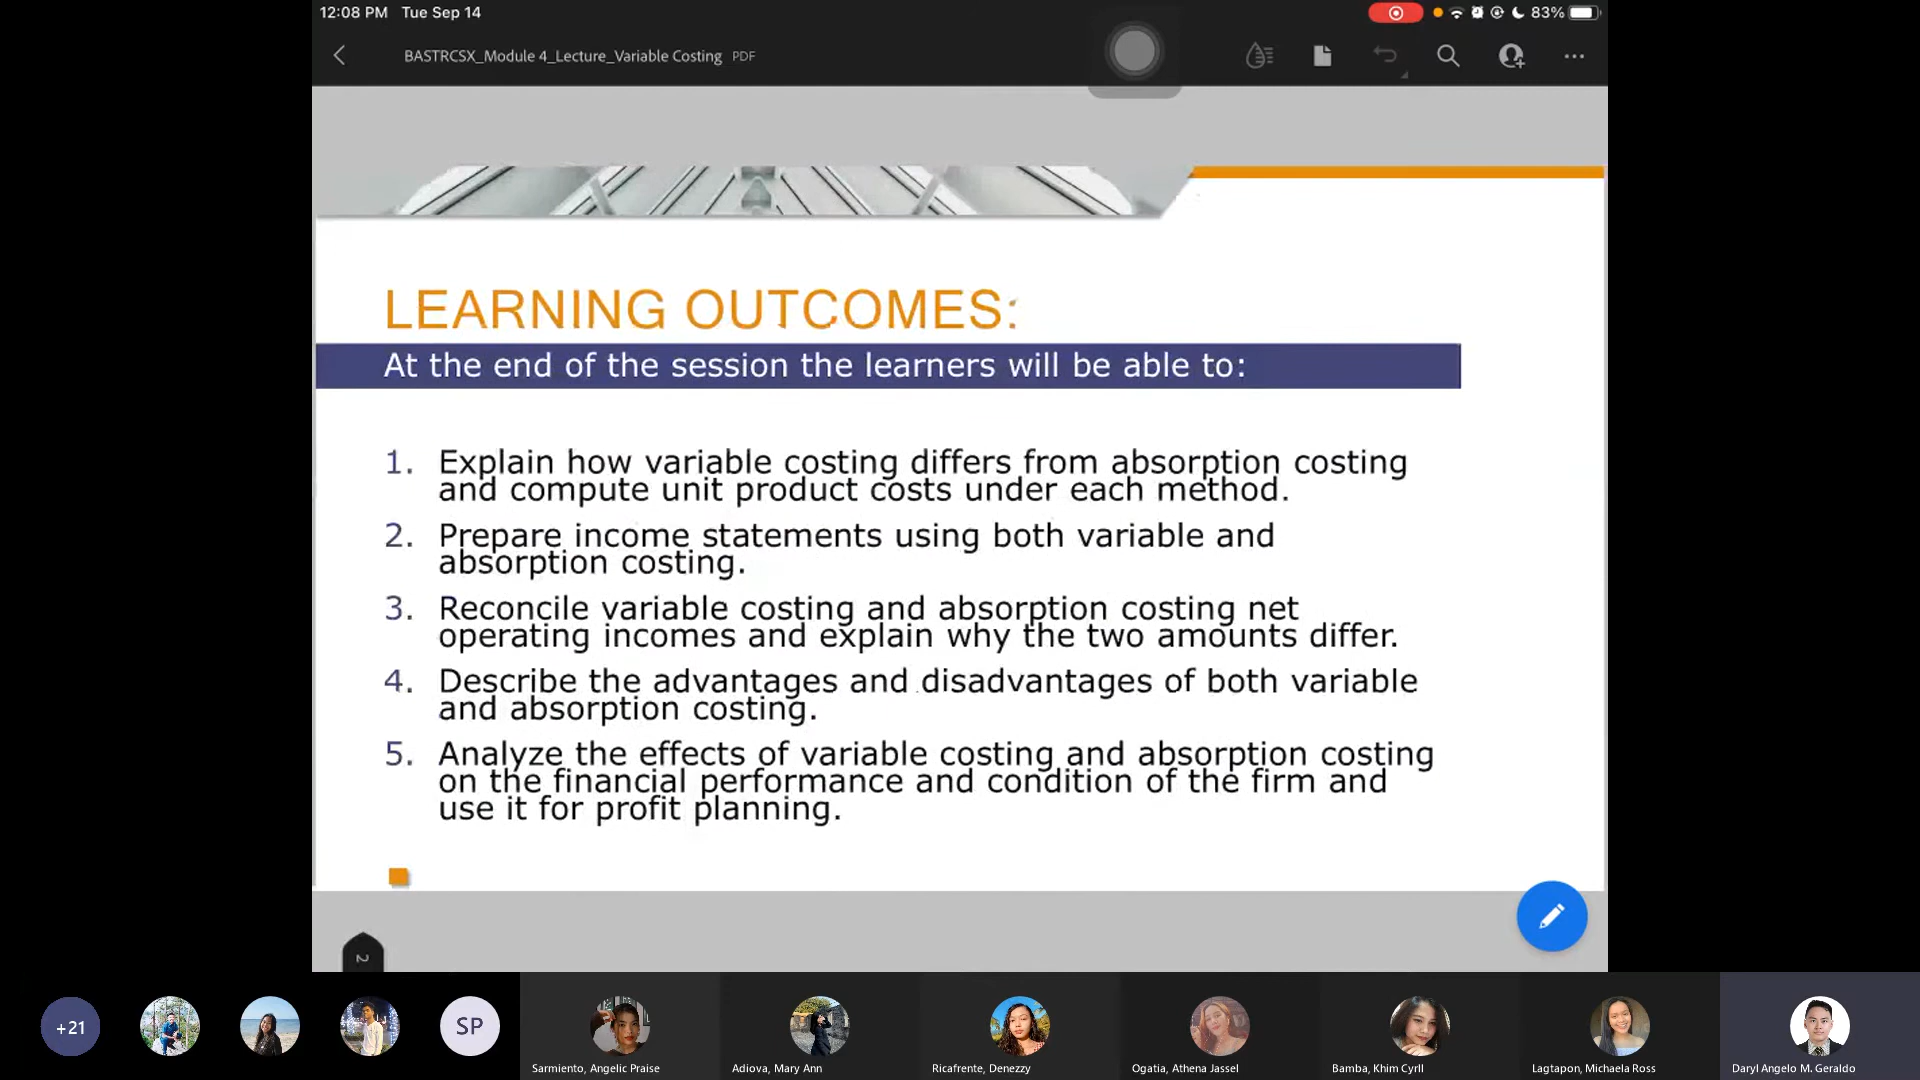 12:08 PM Tue Sep 14
83%
BASTRCSX_Module 4_Lecture_Variable Costing PDF
LEARNING OUTCOMES:
At the end of the session the learners will be able to:
1. Explain how variable costing differs from absorption costing
and compute unit product costs under each method.
2. Prepare income statements using both variable and
absorption costing.
3. Reconcile variable costing and absorption costing net
operating incomes and explain why the two amounts differ.
4. Describe the advantages and disadvantages of both variable
and absorption costing.
5. Analyze the effects of variable costing and absorption costing
on the financial performance and condition of the firm and
use it for profit planning.
2
+21
SP
Sarmiento, Angelic Praise
Adiova, Mary Ann
Ricafrente, Denezzy
Ogatia, Athena Jassel
Bamba, Khim Cyrll
Lagtapon, Michaela Ross
Daryl Angelo M. Geraldo